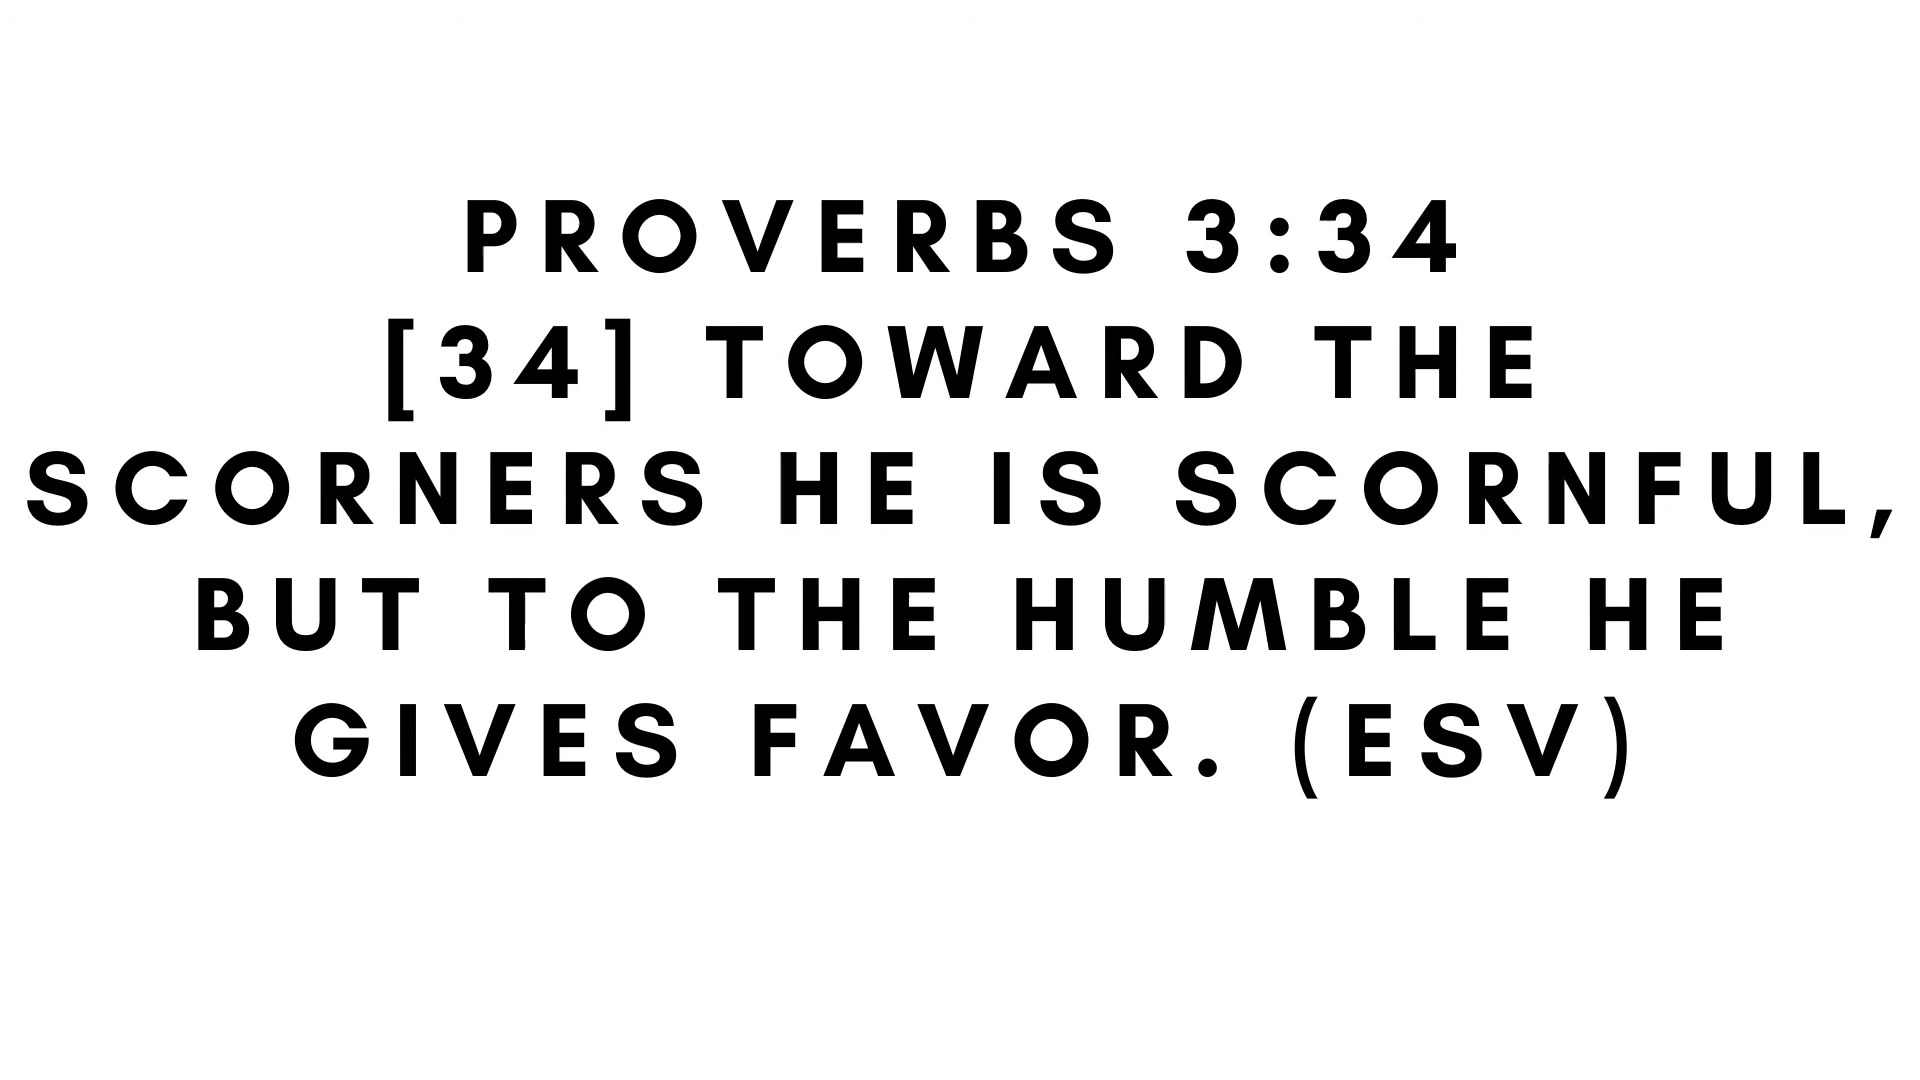 PROVERBS 3:34
[34] TOWARD THE
SCORNERS HE IS SCORNFUL,
BUT TO THE HUMBLE HE
GIVES FAVOR. (ESV)